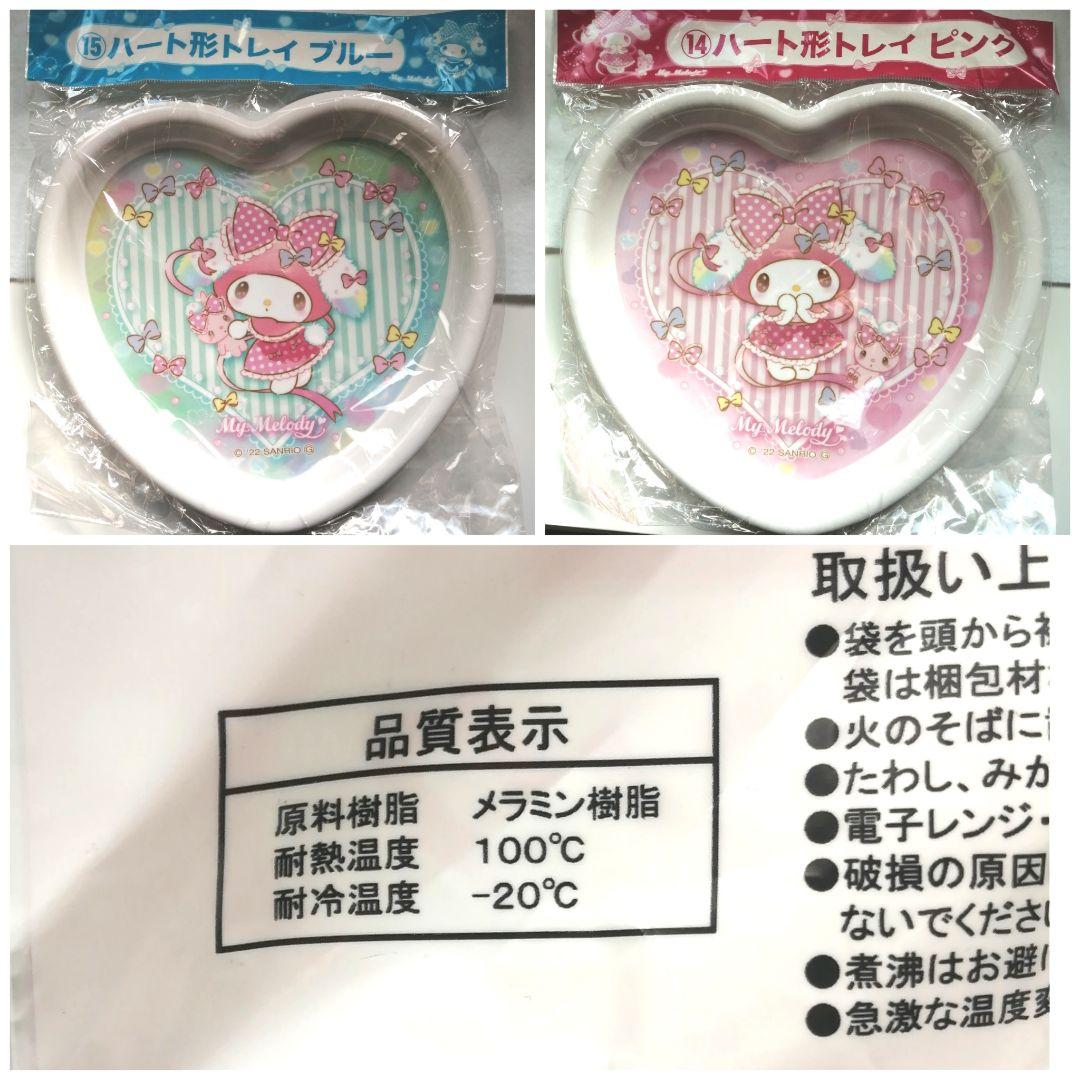 ⑮ハート形トレイ ブルー
My Melody
© '22 SANRIO Ⓖ
⑭ハート形トレイ ピンク
My Melody
My Melody
© '22 SANRIO Ⓖ
品質表示
原料樹脂 メラミン樹脂
耐熱温度 100℃
耐冷温度 -20℃
取扱い上
●袋を頭から
袋は梱包材
●火のそばに
●たわし、みか
●電子レンジ・
●破損の原因
ないでくださ
●煮沸はお避
●急激な温度変